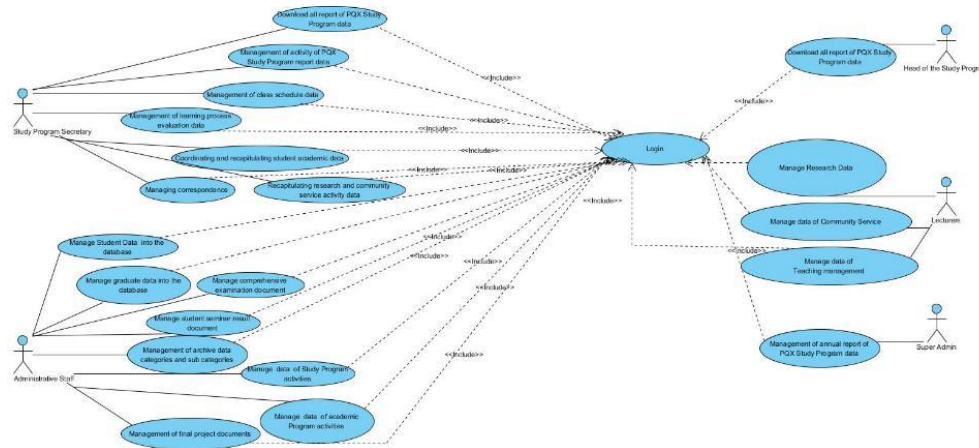 Download all report of PQX Study
Program data
<<Include>>
Management of activity of PQX
Study Program report data
<<Include>>
Management of class schedule data
<<Include>>
Management of learning process
evaluation data
<<Include>>
Study Program Secretary
Coordinating and recapitulating student academic data
<<Include>>
Managing correspondence
Recapitulating research and community
service activity data
<<Include>>
<<Include>>
Login
Download all report of PQX Study
Program data
Head of the Study Progr
<<Include>>
Manage Research Data
Lecturers
Manage data of Community Service
Manage data of
Teaching management
<<Include>>
<<Include>>
Management of annual report of
PQX Study Program data
Super Admin
Manage Student Data into the
database
<<Include>>
Manage graduate data into the
database
<<Include>>
Manage comprehensive
examination document
<<Include>>
Manage student seminar result
document
<<Include>>
Management of archive data
categories and sub categories
<<Include>>
Administrative Staff
Manage data of Study Program
activities
<<Include>>
Manage data of academic
Program activities
Management of final project documents